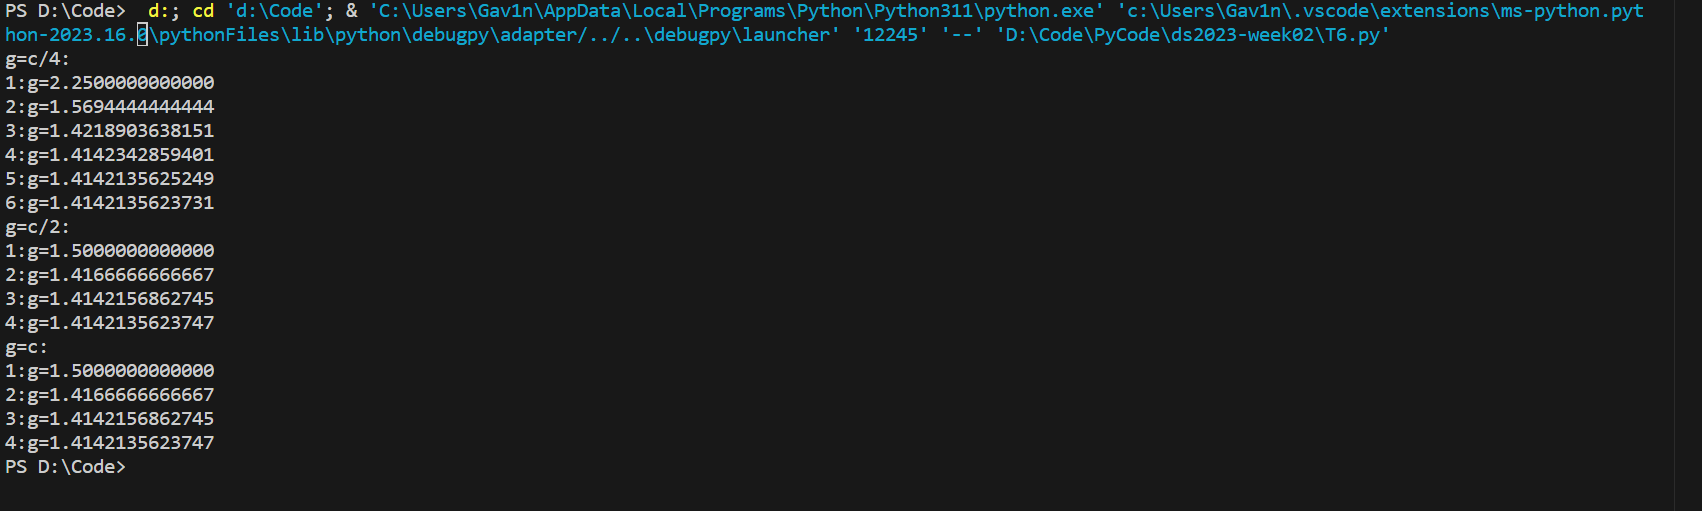 PS D:\Code>  d:; cd 'd:\Code'; & 'C:\Users\Gav1n\AppData\Local\Programs\Python\Python311\python.exe' 'c:\Users\Gav1n\.vscode\extensions\ms-python.pyt
hon-2023.16.0\pythonFiles\lib\python\debugpy\adapter/../..\debugpy\launcher' '12245' '--' 'D:\Code\PyCode\ds2023-week02\T6.py'
g=c/4:
1:g=2.2500000000000
2:g=1.5694444444444
3:g=1.4218903638151
4:g=1.4142342859401
5:g=1.4142135625249
6:g=1.4142135623731
g=c/2:
1:g=1.5000000000000
2:g=1.4166666666667
3:g=1.4142156862745
4:g=1.4142135623747
g=c:
1:g=1.5000000000000
2:g=1.4166666666667
3:g=1.4142156862745
4:g=1.4142135623747
PS D:\Code>